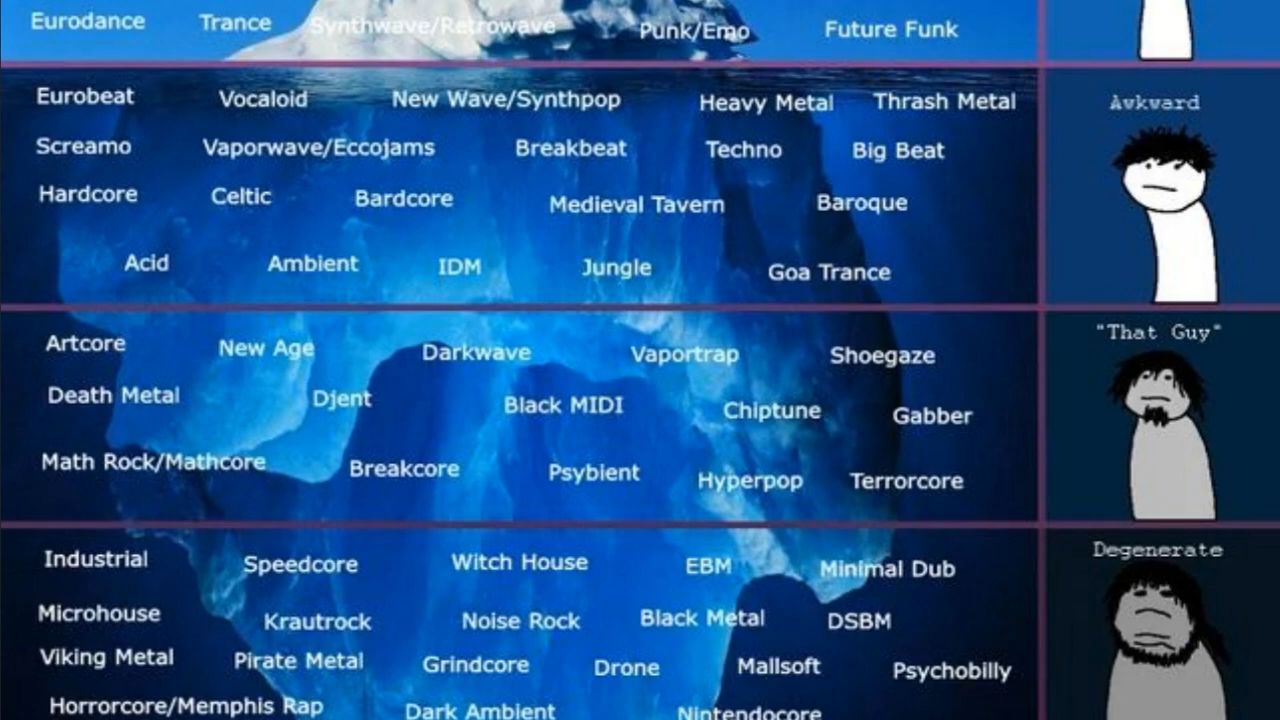 Eurodance Trance Synthwave/Retrowave Punk/Emo Future Funk
Eurobeat Vocaloid New Wave/Synthpop Heavy Metal Thrash Metal
Awkward
Screamo Vaporwave/Eccojams Breakbeat Techno Big Beat
Hardcore Celtic Bardcore Medieval Tavern Baroque
Acid Ambient IDM Jungle Goa Trance
"That Guy"
Artcore New Age Darkwave Vaportrap Shoegaze
Death Metal Djent Black MIDI Chiptune Gabber
Math Rock/Mathcore Breakcore Psybient Hyperpop Terrorcore
Degenerate
Industrial Speedcore Witch House EBM Minimal Dub
Microhouse Krautrock Noise Rock Black Metal DSBM
Viking Metal Pirate Metal Grindcore Drone Mallsoft Psychobilly
Horrorcore/Memphis Rap Dark Ambient Nintendocore